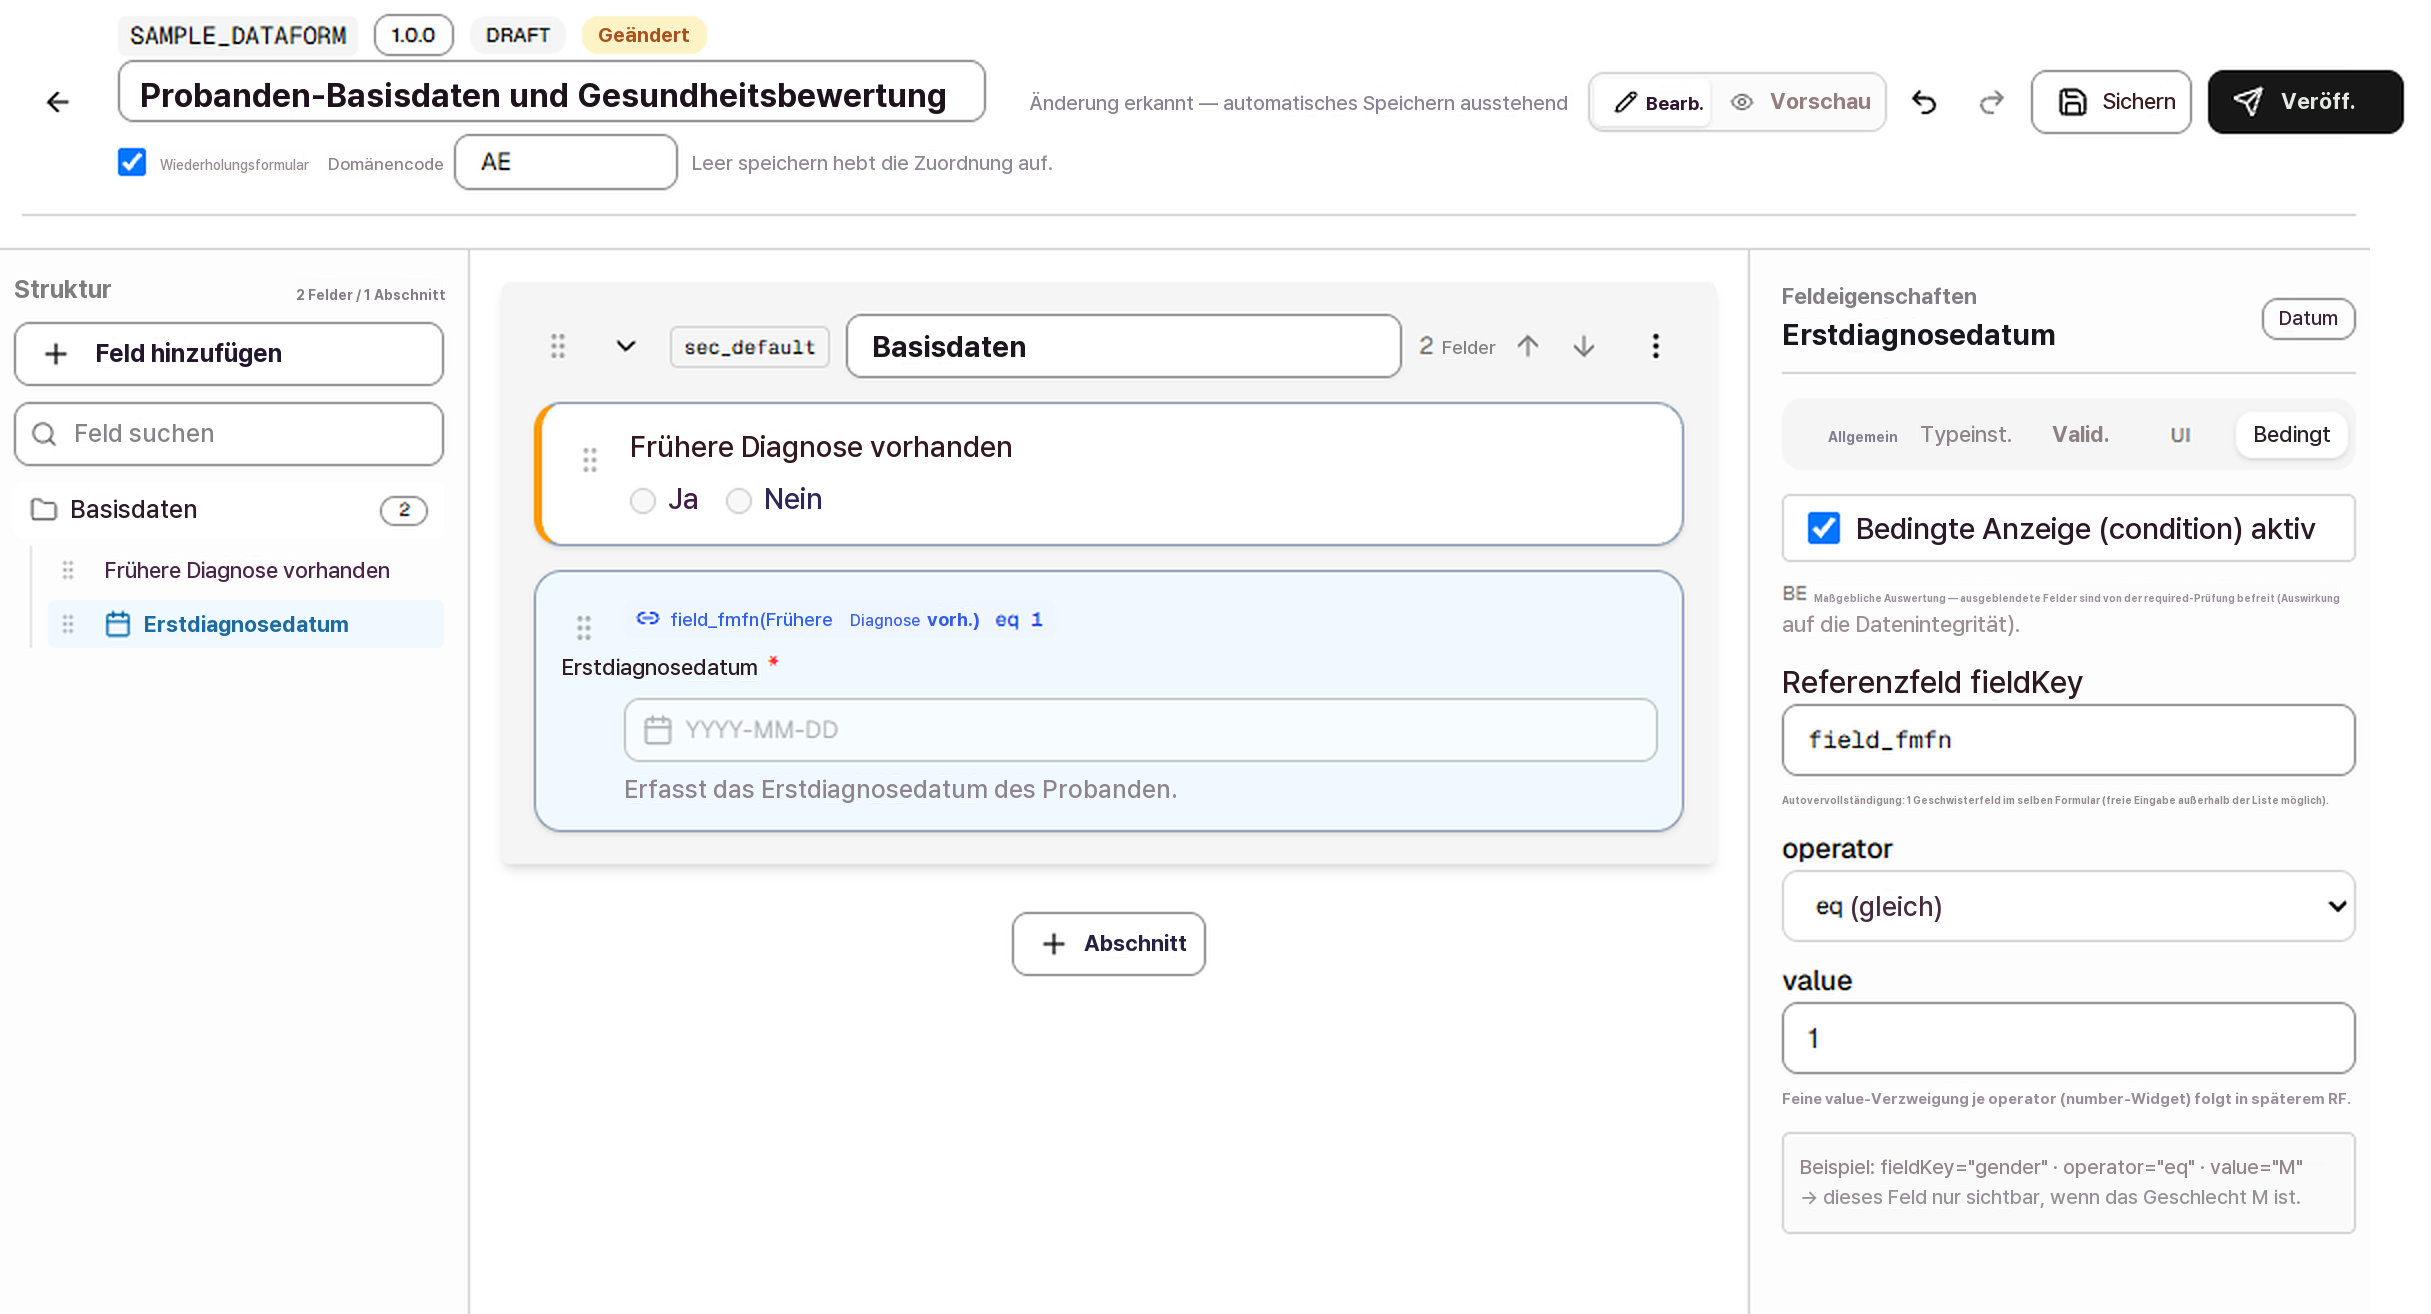 SAMPLE_DATAFORM 1.0.0 DRAFT Geändert
Probanden-Basisdaten und Gesundheitsbewertung
Änderung erkannt — automatisches Speichern ausstehend
Bearb. Vorschau
Sichern
Veröff.
Wiederholungsformular Domänencode AE Leer speichern hebt die Zuordnung auf.
Struktur
2 Felder / 1 Abschnitt
Feld hinzufügen
Feld suchen
Basisdaten 2
Frühere Diagnose vorhanden
Erstdiagnosedatum
sec_default Basisdaten 2 Felder
Frühere Diagnose vorhanden
Ja Nein
field_fmfn(Frühere Diagnose vorh.) eq 1
Erstdiagnosedatum *
YYYY-MM-DD
Erfasst das Erstdiagnosedatum des Probanden.
Abschnitt
Feldeigenschaften
Erstdiagnosedatum
Datum
Allgemein Typeinst. Valid. UI Bedingt
Bedingte Anzeige (condition) aktiv
BE Maßgebliche Auswertung — ausgeblendete Felder sind von der required-Prüfung befreit (Auswirkung
auf die Datenintegrität).
Referenzfeld fieldKey
field_fmfn
Autovervollständigung: 1 Geschwisterfeld im selben Formular (freie Eingabe außerhalb der Liste möglich).
operator
eq (gleich)
value
1
Feine value-Verzweigung je operator (number-Widget) folgt in späterem RF.
Beispiel: fieldKey="gender" · operator="eq" · value="M"
→ dieses Feld nur sichtbar, wenn das Geschlecht M ist.